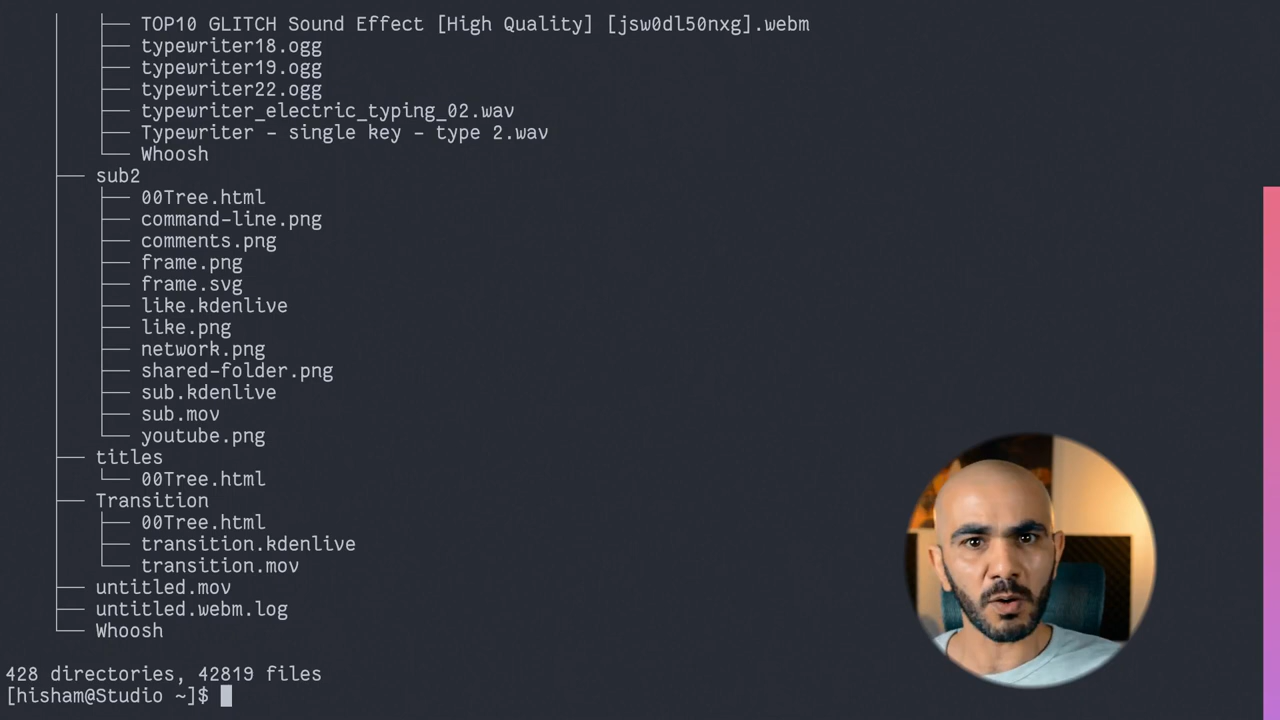 TOP10 GLITCH Sound Effect [High Quality] [jsw0dl50nxg].webm
typewriter18.ogg
typewriter19.ogg
typewriter22.ogg
typewriter_electric_typing_02.wav
Typewriter - single key - type 2.wav
Whoosh
sub2
00Tree.html
command-line.png
comments.png
frame.png
frame.svg
like.kdenlive
like.png
network.png
shared-folder.png
sub.kdenlive
sub.mov
youtube.png
titles
00Tree.html
Transition
00Tree.html
transition.kdenlive
transition.mov
untitled.mov
untitled.webm.log
Whoosh
428 directories, 42819 files
[hisham@Studio ~]$